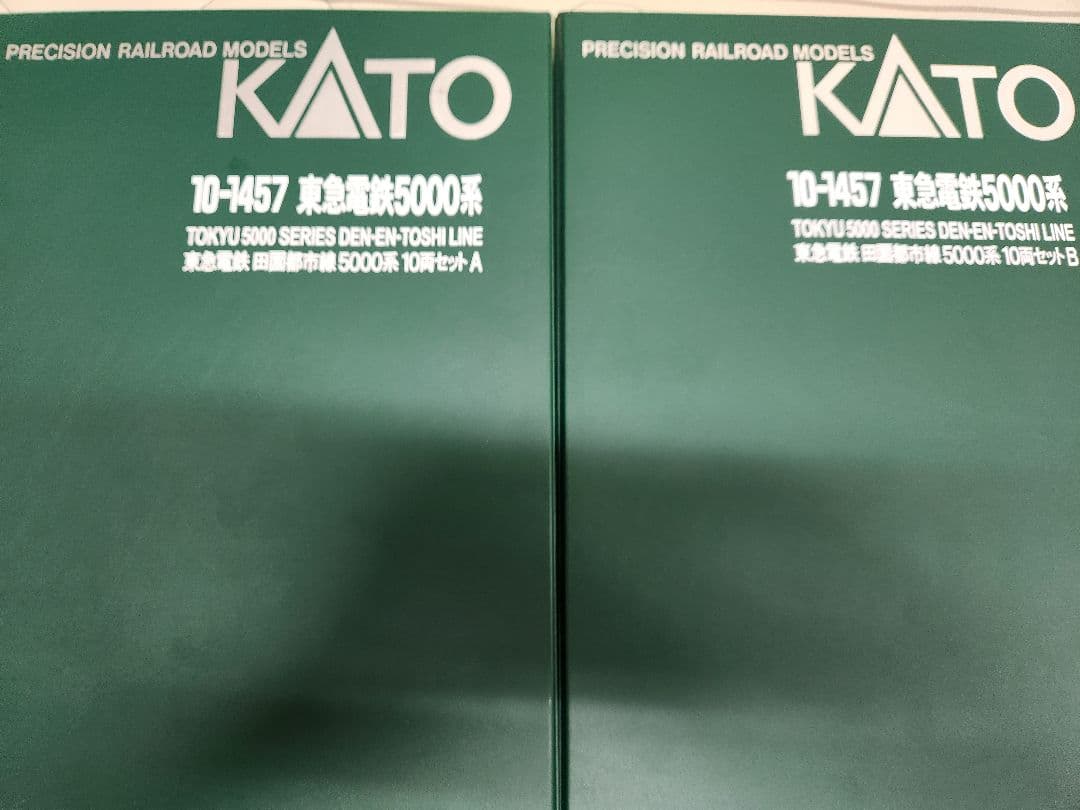 PRECISION RAILROAD MODELS
KATO
10-1457 東急電鉄5000系
TOKYU 5000 SERIES DEN-EN-TOSHI LINE
東急電鉄 田園都市線 5000系 10両セットA
PRECISION RAILROAD MODELS
KATO
10-1457 東急電鉄5000系
TOKYU 5000 SERIES DEN-EN-TOSHI LINE
東急電鉄 田園都市線 5000系 10両セットB